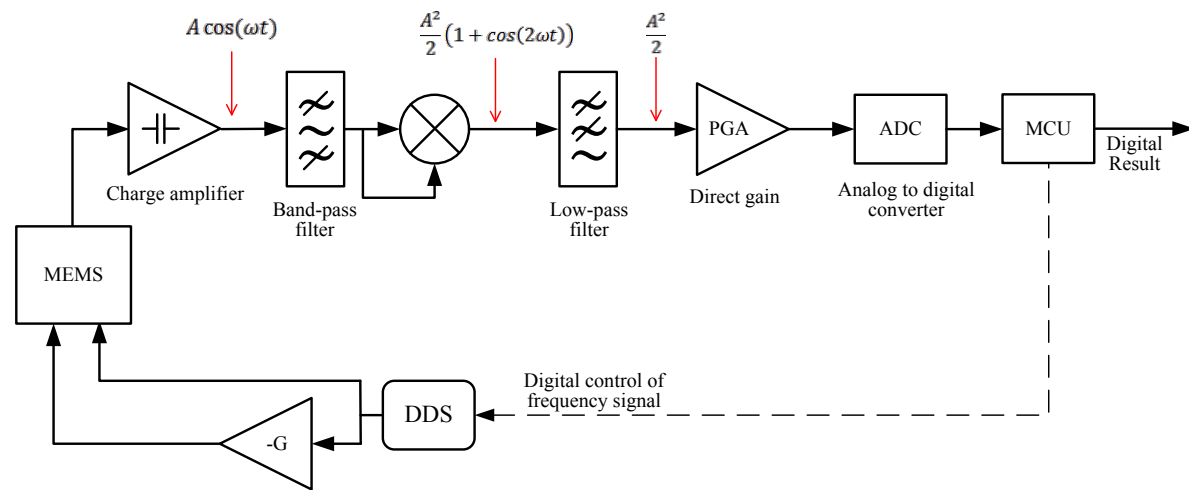 A cos(ωt)
A²/2 (1 + cos(2ωt))
A²/2
PGA
ADC
MCU
Digital
Result
Charge amplifier
Band-pass
filter
Low-pass
filter
Direct gain
Analog to digital
converter
MEMS
Digital control of
frequency signal
DDS
-G